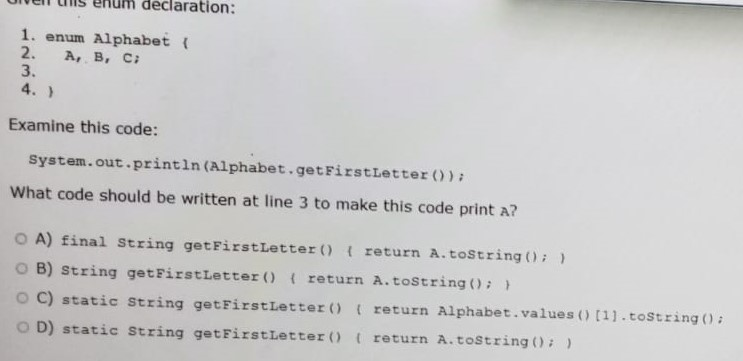 Given this enum declaration:
1. enum Alphabet {
2. A, B, C;
3.
4. }
Examine this code:
System.out.println(Alphabet.getFirstLetter());
What code should be written at line 3 to make this code print A?
A) final String getFirstLetter() { return A.toString(); }
B) String getFirstLetter() { return A.toString(); }
C) static String getFirstLetter() { return Alphabet.values()[1].toString();
D) static String getFirstLetter() { return A.toString(); }